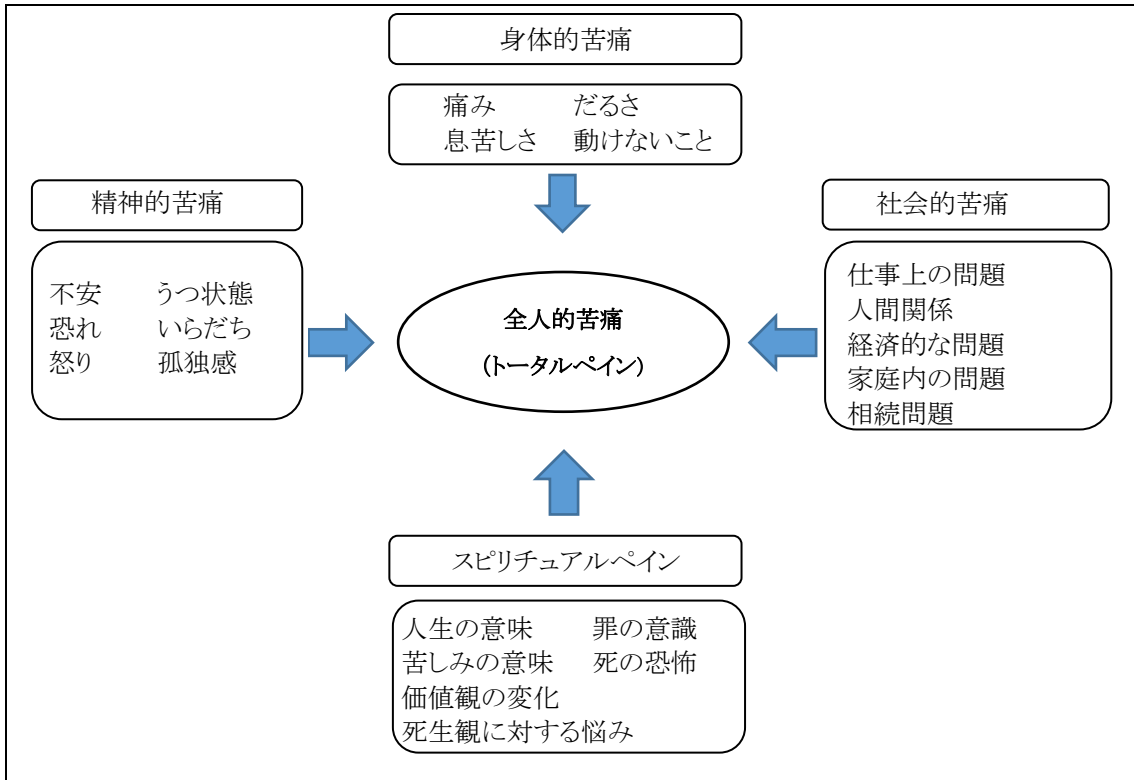 身体的苦痛
痛み だるさ
息苦しさ 動けないこと
精神的苦痛
不安 うつ状態
恐れ いらだち
怒り 孤独感
社会的苦痛
仕事上の問題
人間関係
経済的な問題
家庭内の問題
相続問題
全人的苦痛
(トータルペイン)
スピリチュアルペイン
人生の意味 罪の意識
苦しみの意味 死の恐怖
価値観の変化
死生観に対する悩み